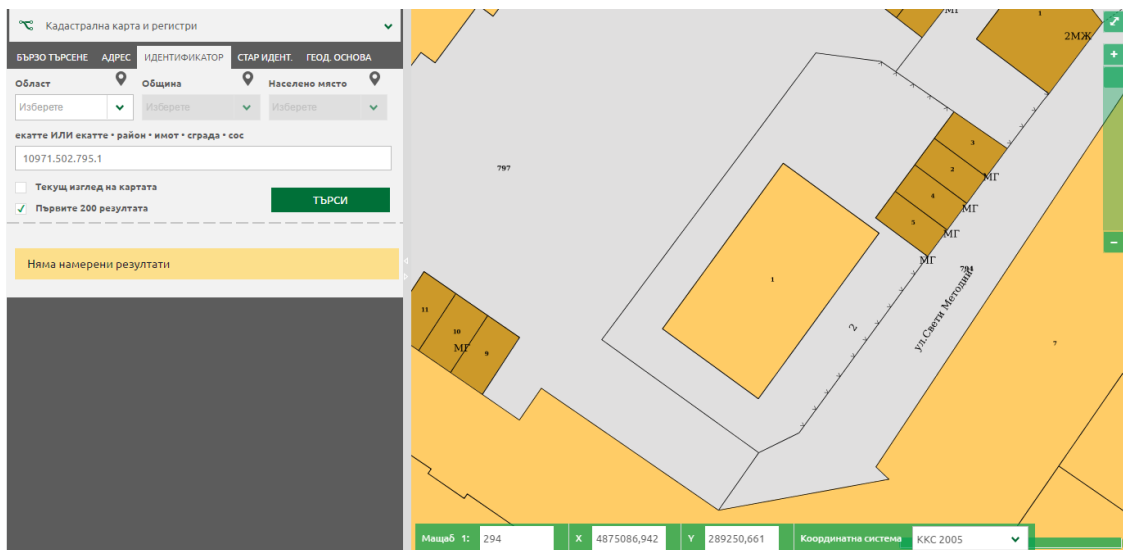 Кадастрална карта и регистри
БЪРЗО ТЪРСЕНЕ АДРЕС ИДЕНТИФИКАТОР СТАР ИДЕНТ. ГЕОД. ОСНОВА
Област Община Населено място
Изберете Изберете Изберете
екатте ИЛИ екатте • район • имот • сграда • сос
10971.502.795.1
Текущ изглед на картата
Първите 200 резултата
ТЪРСИ
Няма намерени резултати
МГ
1
2МЖ
3
797
2
МГ
4
МГ
5
МГ
МГ
1
ул.Свети Методий
2
7
11
10
МГ
9
Мащаб 1: 294 X 4875086,942 Y 289250,661 Координатна система ККС 2005